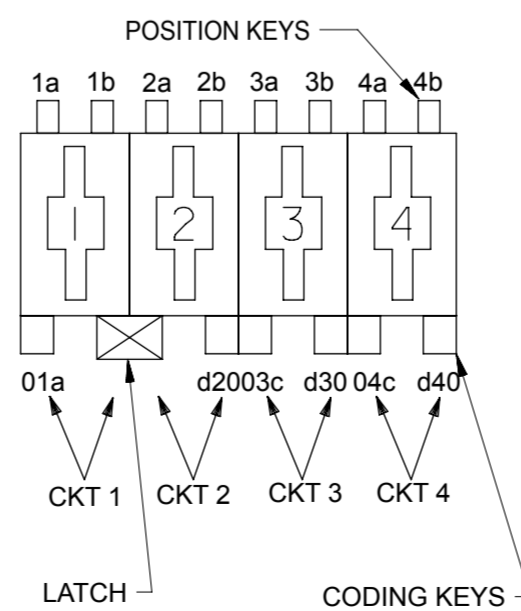 POSITION KEYS
1a 1b 2a 2b 3a 3b 4a 4b
1 2 3 4
01a d2003c d30 04c d40
CKT 1 CKT 2 CKT 3 CKT 4
LATCH CODING KEYS